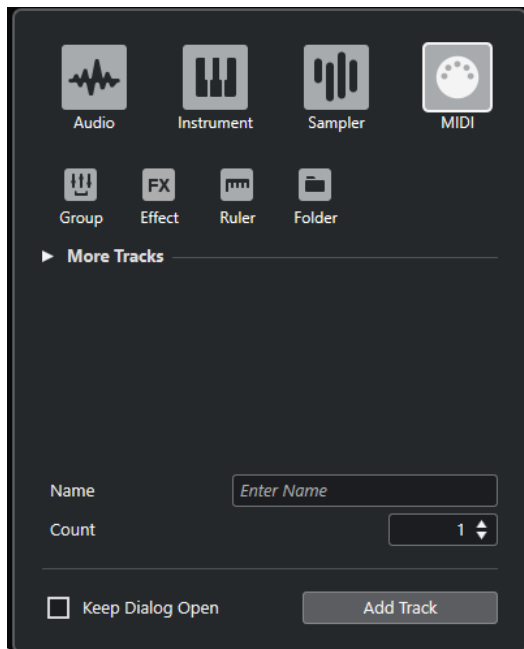 Audio Instrument Sampler MIDI
FX
Group Effect Ruler Folder
More Tracks
Name Enter Name
Count 1
Keep Dialog Open Add Track